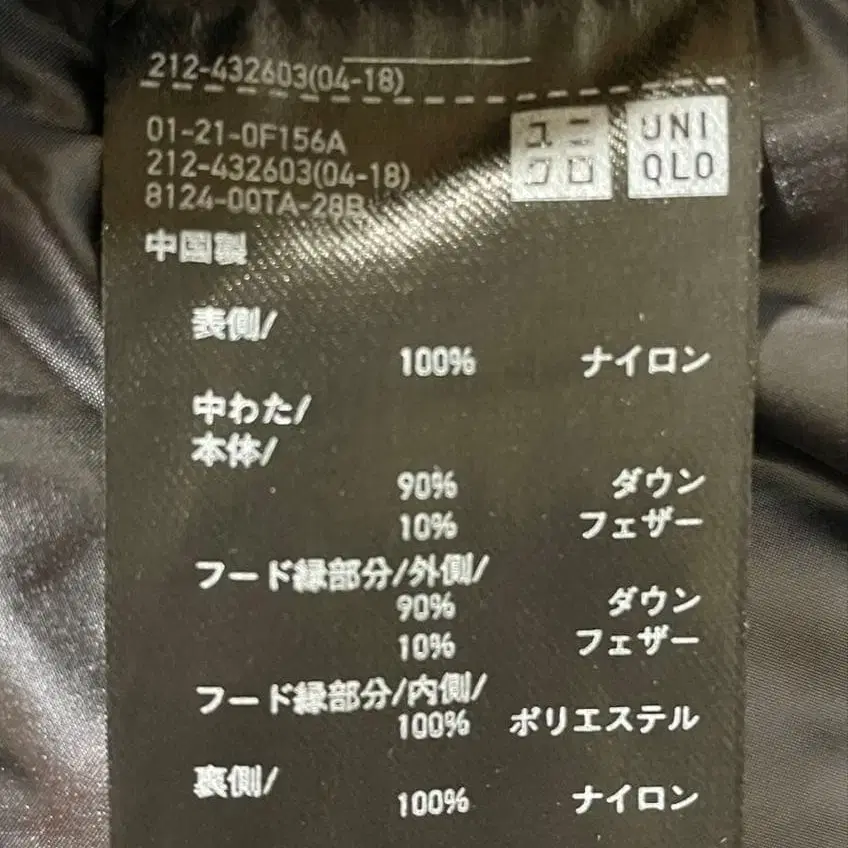 212-432603(04-18)
01-21-0F156A
212-432603(04-18)
8124-00TA-28B
ユニ
クロ
UNI
QLO
中国製
表側/
100% ナイロン
中わた/
本体/
90% ダウン
10% フェザー
フード縁部分/外側/
90% ダウン
10% フェザー
フード縁部分/内側/
100% ポリエステル
裏側/
100% ナイロン